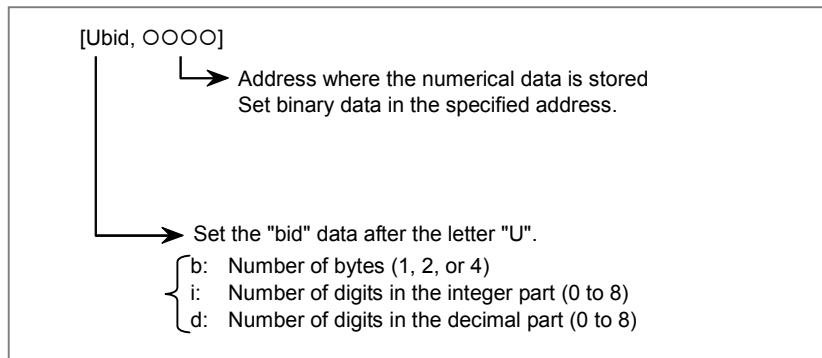 [Ubid, ○○○○]
Address where the numerical data is stored
Set binary data in the specified address.
Set the "bid" data after the letter "U".
b: Number of bytes (1, 2, or 4)
i: Number of digits in the integer part (0 to 8)
d: Number of digits in the decimal part (0 to 8)